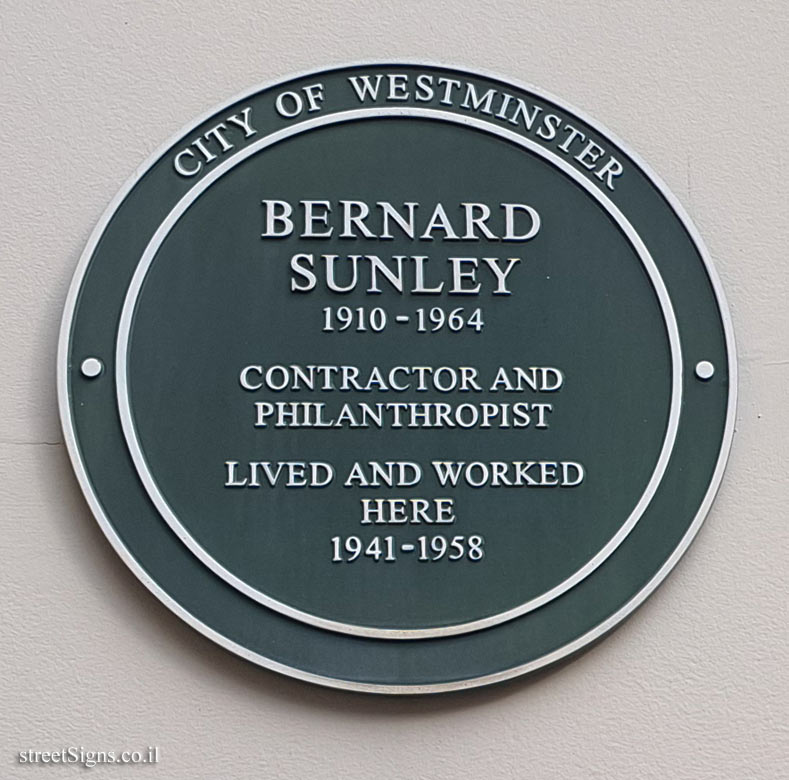 CITY OF WESTMINSTER
BERNARD
SUNLEY
1910 - 1964
CONTRACTOR AND
PHILANTHROPIST
LIVED AND WORKED
HERE
1941-1958
streetSigns.co.il